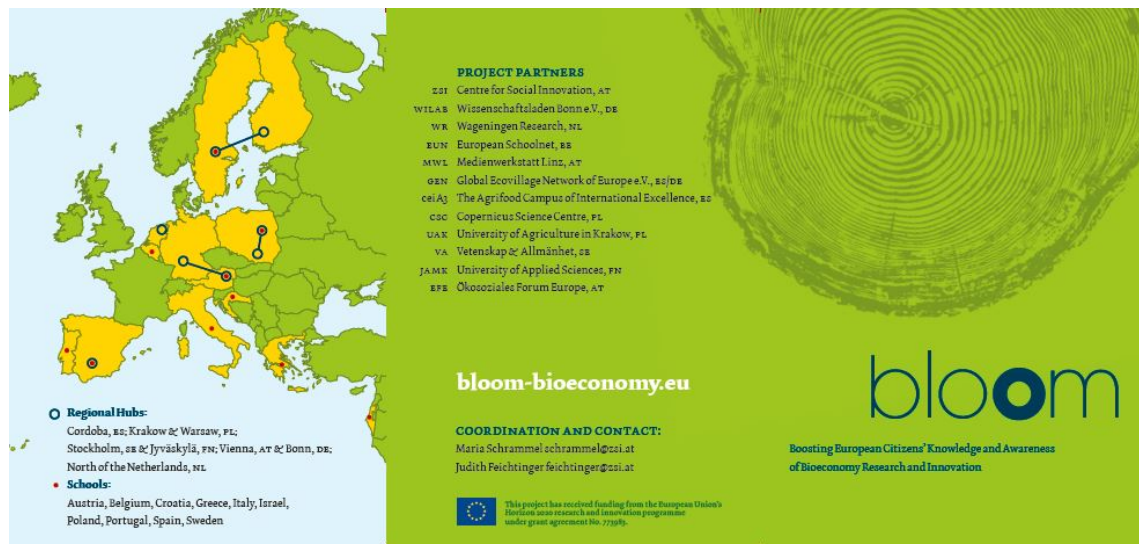 Regional Hubs:
Cordoba, ES; Krakow & Warsaw, PL;
Stockholm, SE & Jyväskylä, FN; Vienna, AT & Bonn, DE;
North of the Netherlands, NL
Schools:
Austria, Belgium, Croatia, Greece, Italy, Israel,
Poland, Portugal, Spain, Sweden
PROJECT PARTNERS
ZSI Centre for Social Innovation, AT
WILAB Wissenschaftsladen Bonn e.V., DE
WR Wageningen Research, NL
EUN European Schoolnet, BE
MWL Medienwerkstatt Linz, AT
GEN Global Ecovillage Network of Europe e.V., ES/DE
ceiA3 The Agrifood Campus of International Excellence, ES
CSC Copernicus Science Centre, PL
UAK University of Agriculture in Krakow, PL
VA Vetenskap & Allmänhet, SE
JAMK University of Applied Sciences, FN
EFE Ökosoziales Forum Europe, AT
bloom-bioeconomy.eu
COORDINATION AND CONTACT:
Maria Schrammel schrammel@zsi.at
Judith Feichtinger feichtinger@zsi.at
This project has received funding from the European Union's
Horizon 2020 research and innovation programme
under grant agreement No. 773983.
bloom
Boosting European Citizens' Knowledge and Awareness
of Bioeconomy Research and Innovation